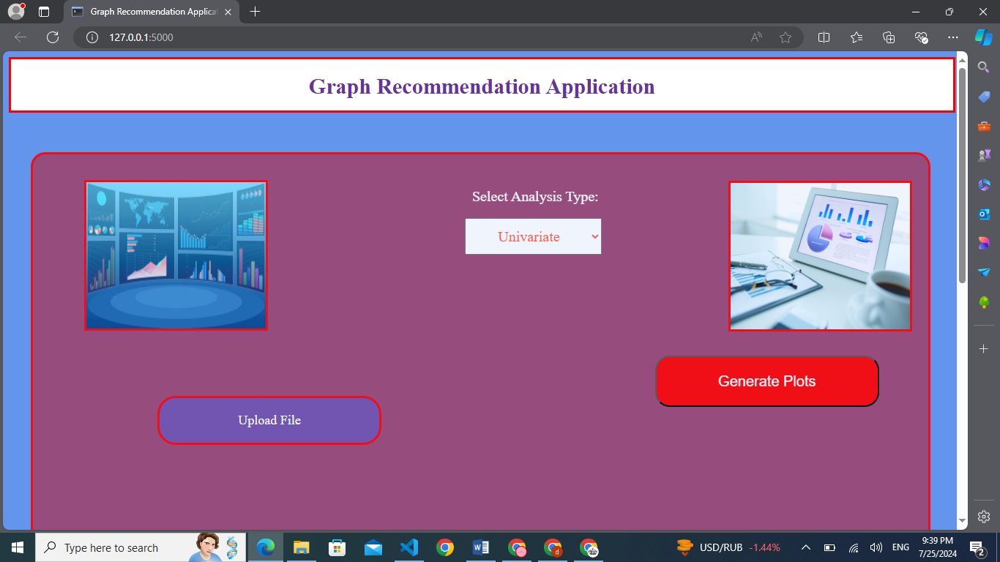 Graph Recommendation Applicat
127.0.0.1:5000
Graph Recommendation Application
Select Analysis Type:
Univariate
Generate Plots
Upload File
Type here to search
USD/RUB -1.44%
ENG
9:39 PM
7/25/2024
2